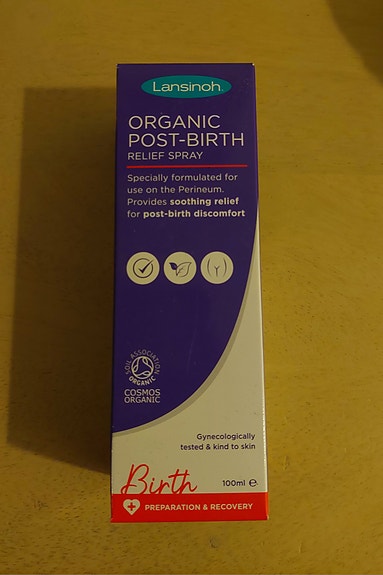 Lansinoh
ORGANIC
POST-BIRTH
RELIEF SPRAY
Specially formulated for
use on the Perineum.
Provides soothing relief
for post-birth discomfort
SOIL ASSOCIATION
ORGANIC
COSMOS
ORGANIC
Gynecologically
tested & kind to skin
Birth
100ml ℮
PREPARATION & RECOVERY